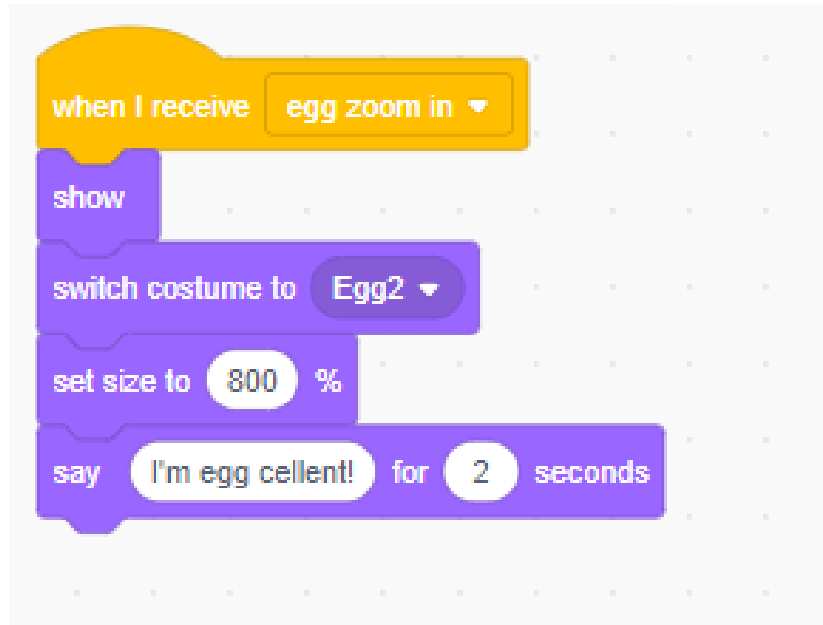 when I receive egg zoom in
show
switch costume to Egg2
set size to 800 %
say I'm egg cellent! for 2 seconds